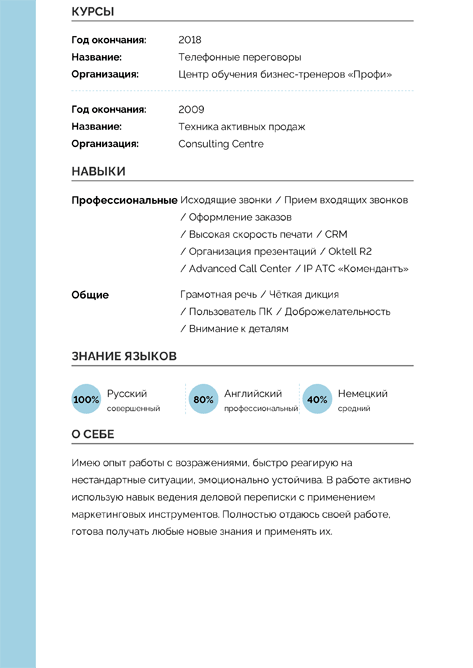 КУРСЫ
Год окончания: 2018
Название: Телефонные переговоры
Организация: Центр обучения бизнес-тренеров «Профи»
Год окончания: 2009
Название: Техника активных продаж
Организация: Consulting Centre
НАВЫКИ
Профессиональные Исходящие звонки / Прием входящих звонков
/ Оформление заказов
/ Высокая скорость печати / CRM
/ Организация презентаций / Oktell R2
/ Advanced Call Center / IP АТС «Комендантъ»
Общие Грамотная речь / Чёткая дикция
/ Пользователь ПК / Доброжелательность
/ Внимание к деталям
ЗНАНИЕ ЯЗЫКОВ
100% Русский 80% Английский 40% Немецкий
совершенный профессиональный средний
О СЕБЕ
Имею опыт работы с возражениями, быстро реагирую на
нестандартные ситуации, эмоционально устойчива. В работе активно
использую навык ведения деловой переписки с применением
маркетинговых инструментов. Полностью отдаюсь своей работе,
готова получать любые новые знания и применять их.